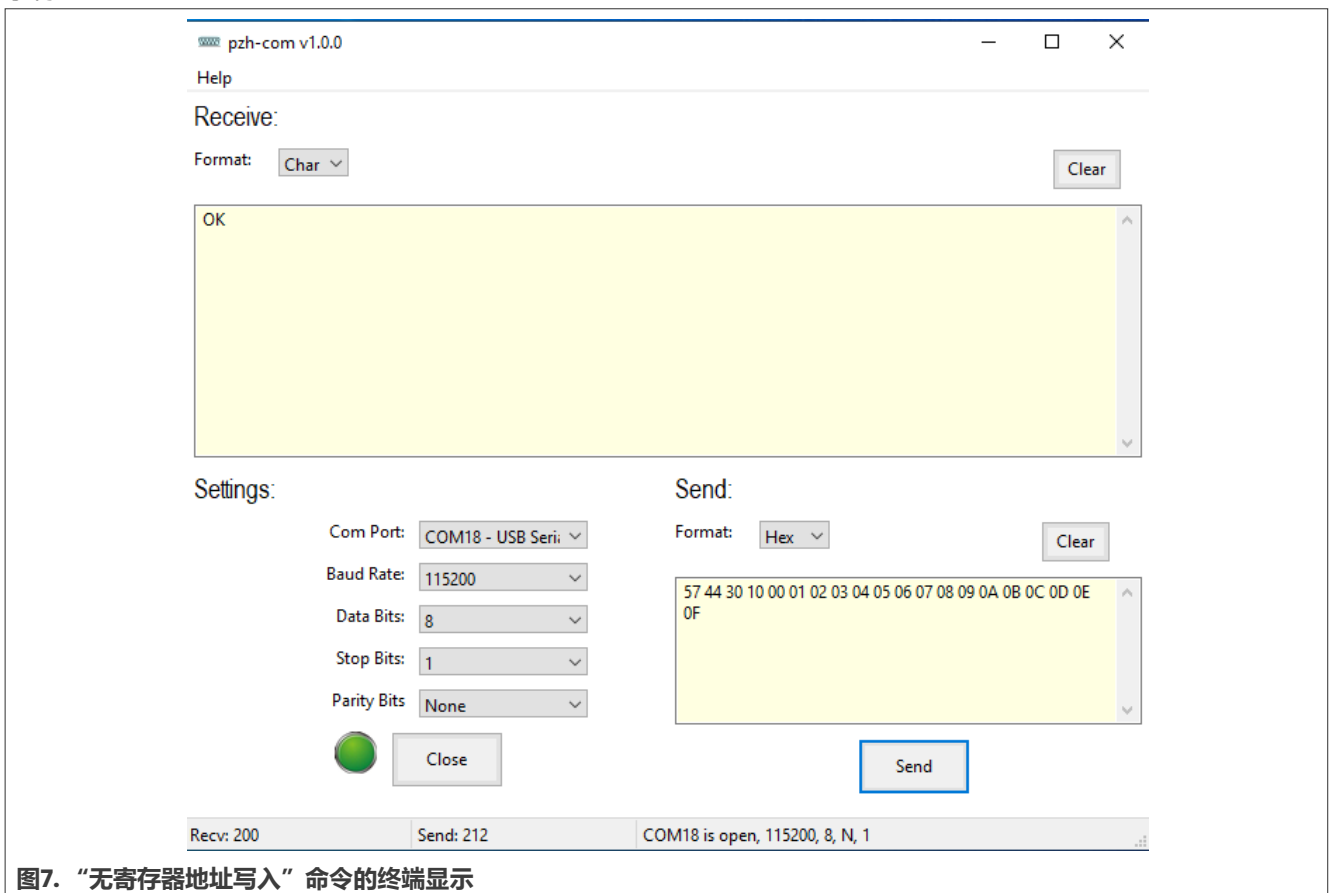 pzh-com v1.0.0
Help
Receive:
Format: Char
Clear
OK
Settings:
Send:
Com Port: COM18 - USB Seri
Format: Hex
Clear
Baud Rate: 115200
57 44 30 10 00 01 02 03 04 05 06 07 08 09 0A 0B 0C 0D 0E
0F
Data Bits: 8
Stop Bits: 1
Parity Bits None
Close
Send
Recv: 200
Send: 212
COM18 is open, 115200, 8, N, 1
图7. “无寄存器地址写入”命令的终端显示